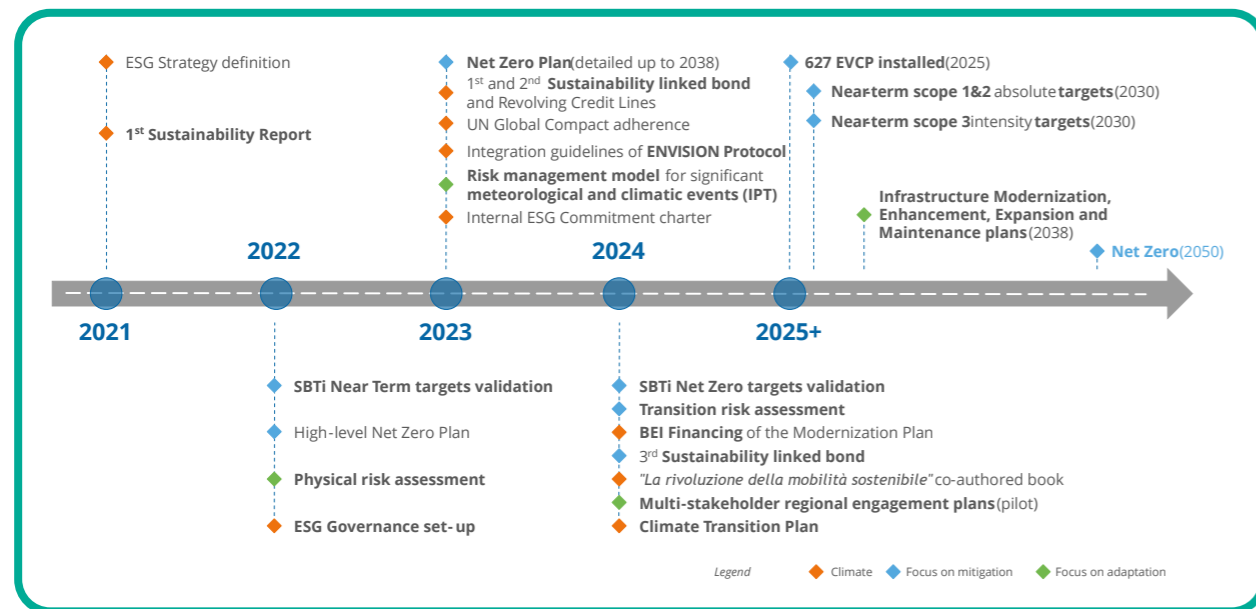 ESG Strategy definition
1st Sustainability Report
2021
2022
SBTi Near Term targets validation
High-level Net Zero Plan
Physical risk assessment
ESG Governance set-up
Net Zero Plan (detailed up to 2038)
1st and 2nd Sustainability linked bond
and Revolving Credit Lines
UN Global Compact adherence
Integration guidelines of ENVISION Protocol
Risk management model for significant
meteorological and climatic events (IPT)
Internal ESG Commitment charter
2023
2024
SBTi Net Zero targets validation
Transition risk assessment
BEI Financing of the Modernization Plan
3rd Sustainability linked bond
"La rivoluzione della mobilità sostenibile" co-authored book
Multi-stakeholder regional engagement plans (pilot)
Climate Transition Plan
627 EVCP installed (2025)
Near-term scope 1&2 absolute targets (2030)
Near-term scope 3 intensity targets (2030)
Infrastructure Modernization,
Enhancement, Expansion and
Maintenance plans (2038)
Net Zero (2050)
2025+
Legend
Climate
Focus on mitigation
Focus on adaptation